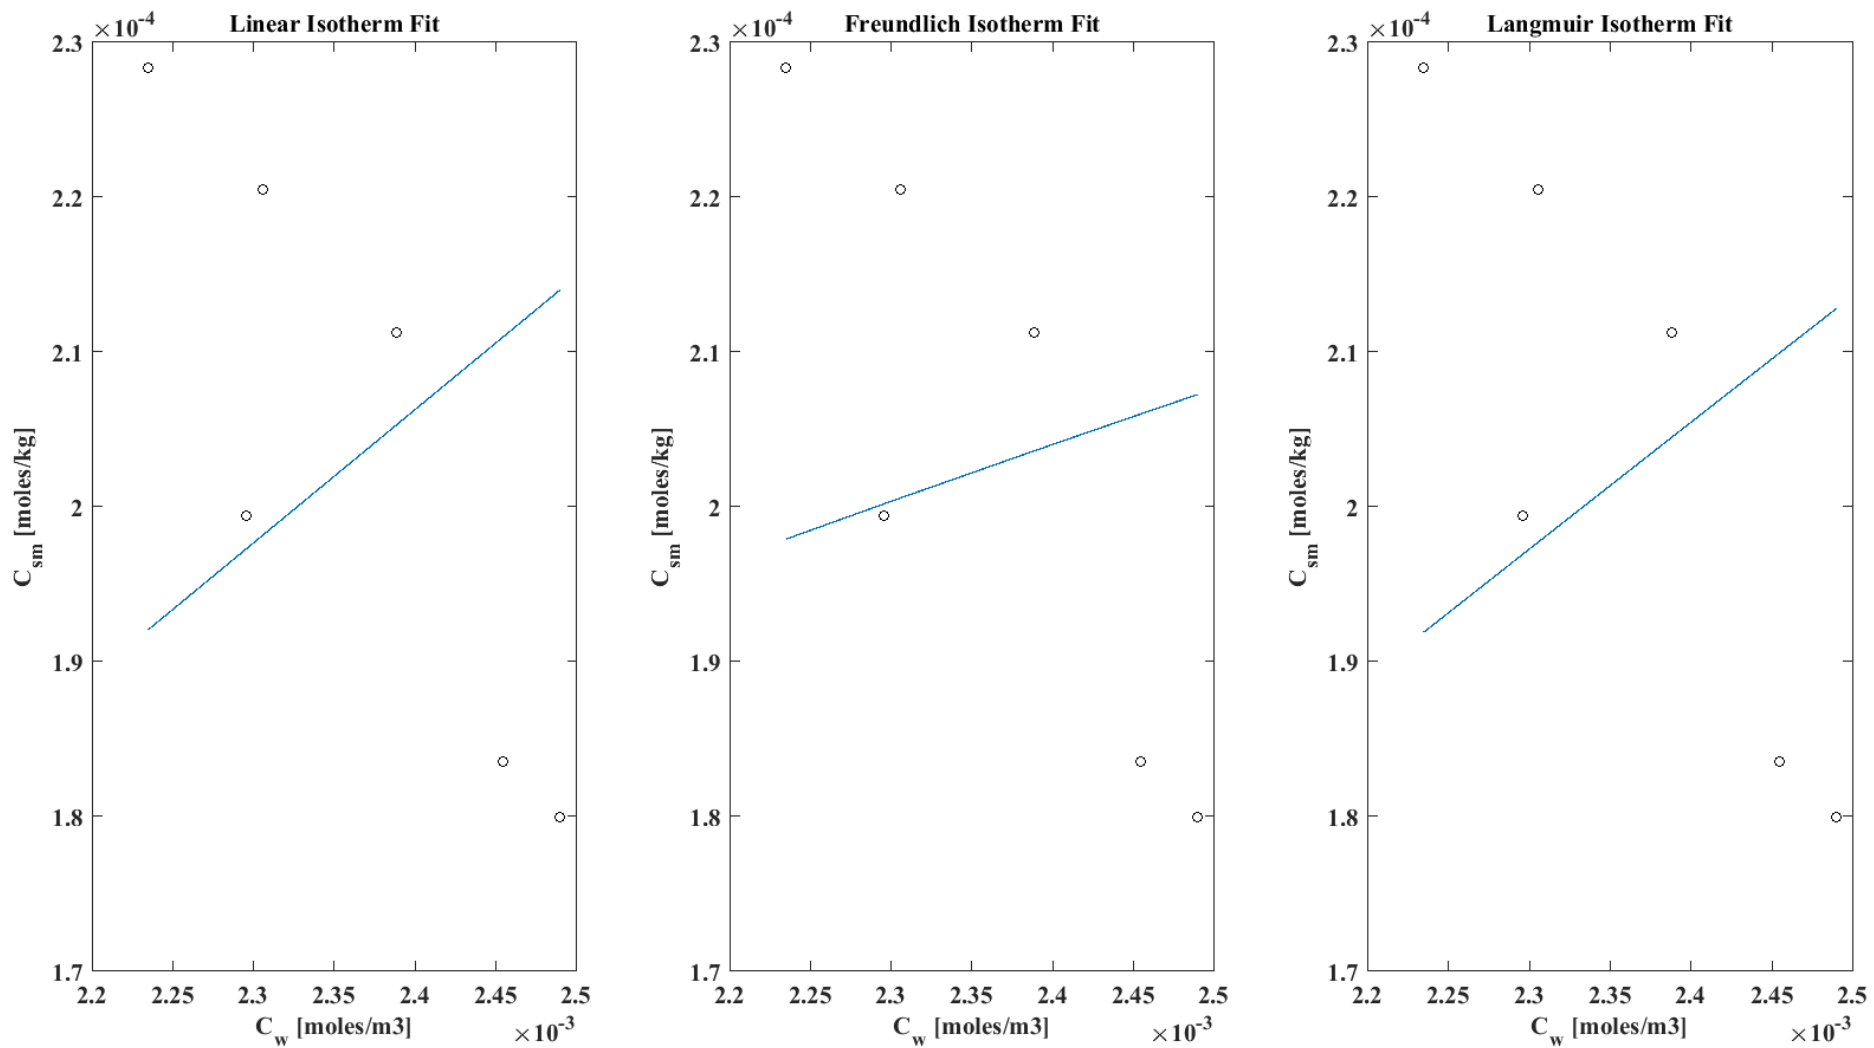 ×10-4
Linear Isotherm Fit
2.3
2.2
2.1
2
1.9
1.8
1.7
Csm [moles/kg]
2.2 2.25 2.3 2.35 2.4 2.45 2.5
Cw [moles/m3]
×10-3
×10-4
Freundlich Isotherm Fit
2.3
2.2
2.1
2
1.9
1.8
1.7
Csm [moles/kg]
2.2 2.25 2.3 2.35 2.4 2.45 2.5
Cw [moles/m3]
×10-3
×10-4
Langmuir Isotherm Fit
2.3
2.2
2.1
2
1.9
1.8
1.7
Csm [moles/kg]
2.2 2.25 2.3 2.35 2.4 2.45 2.5
Cw [moles/m3]
×10-3